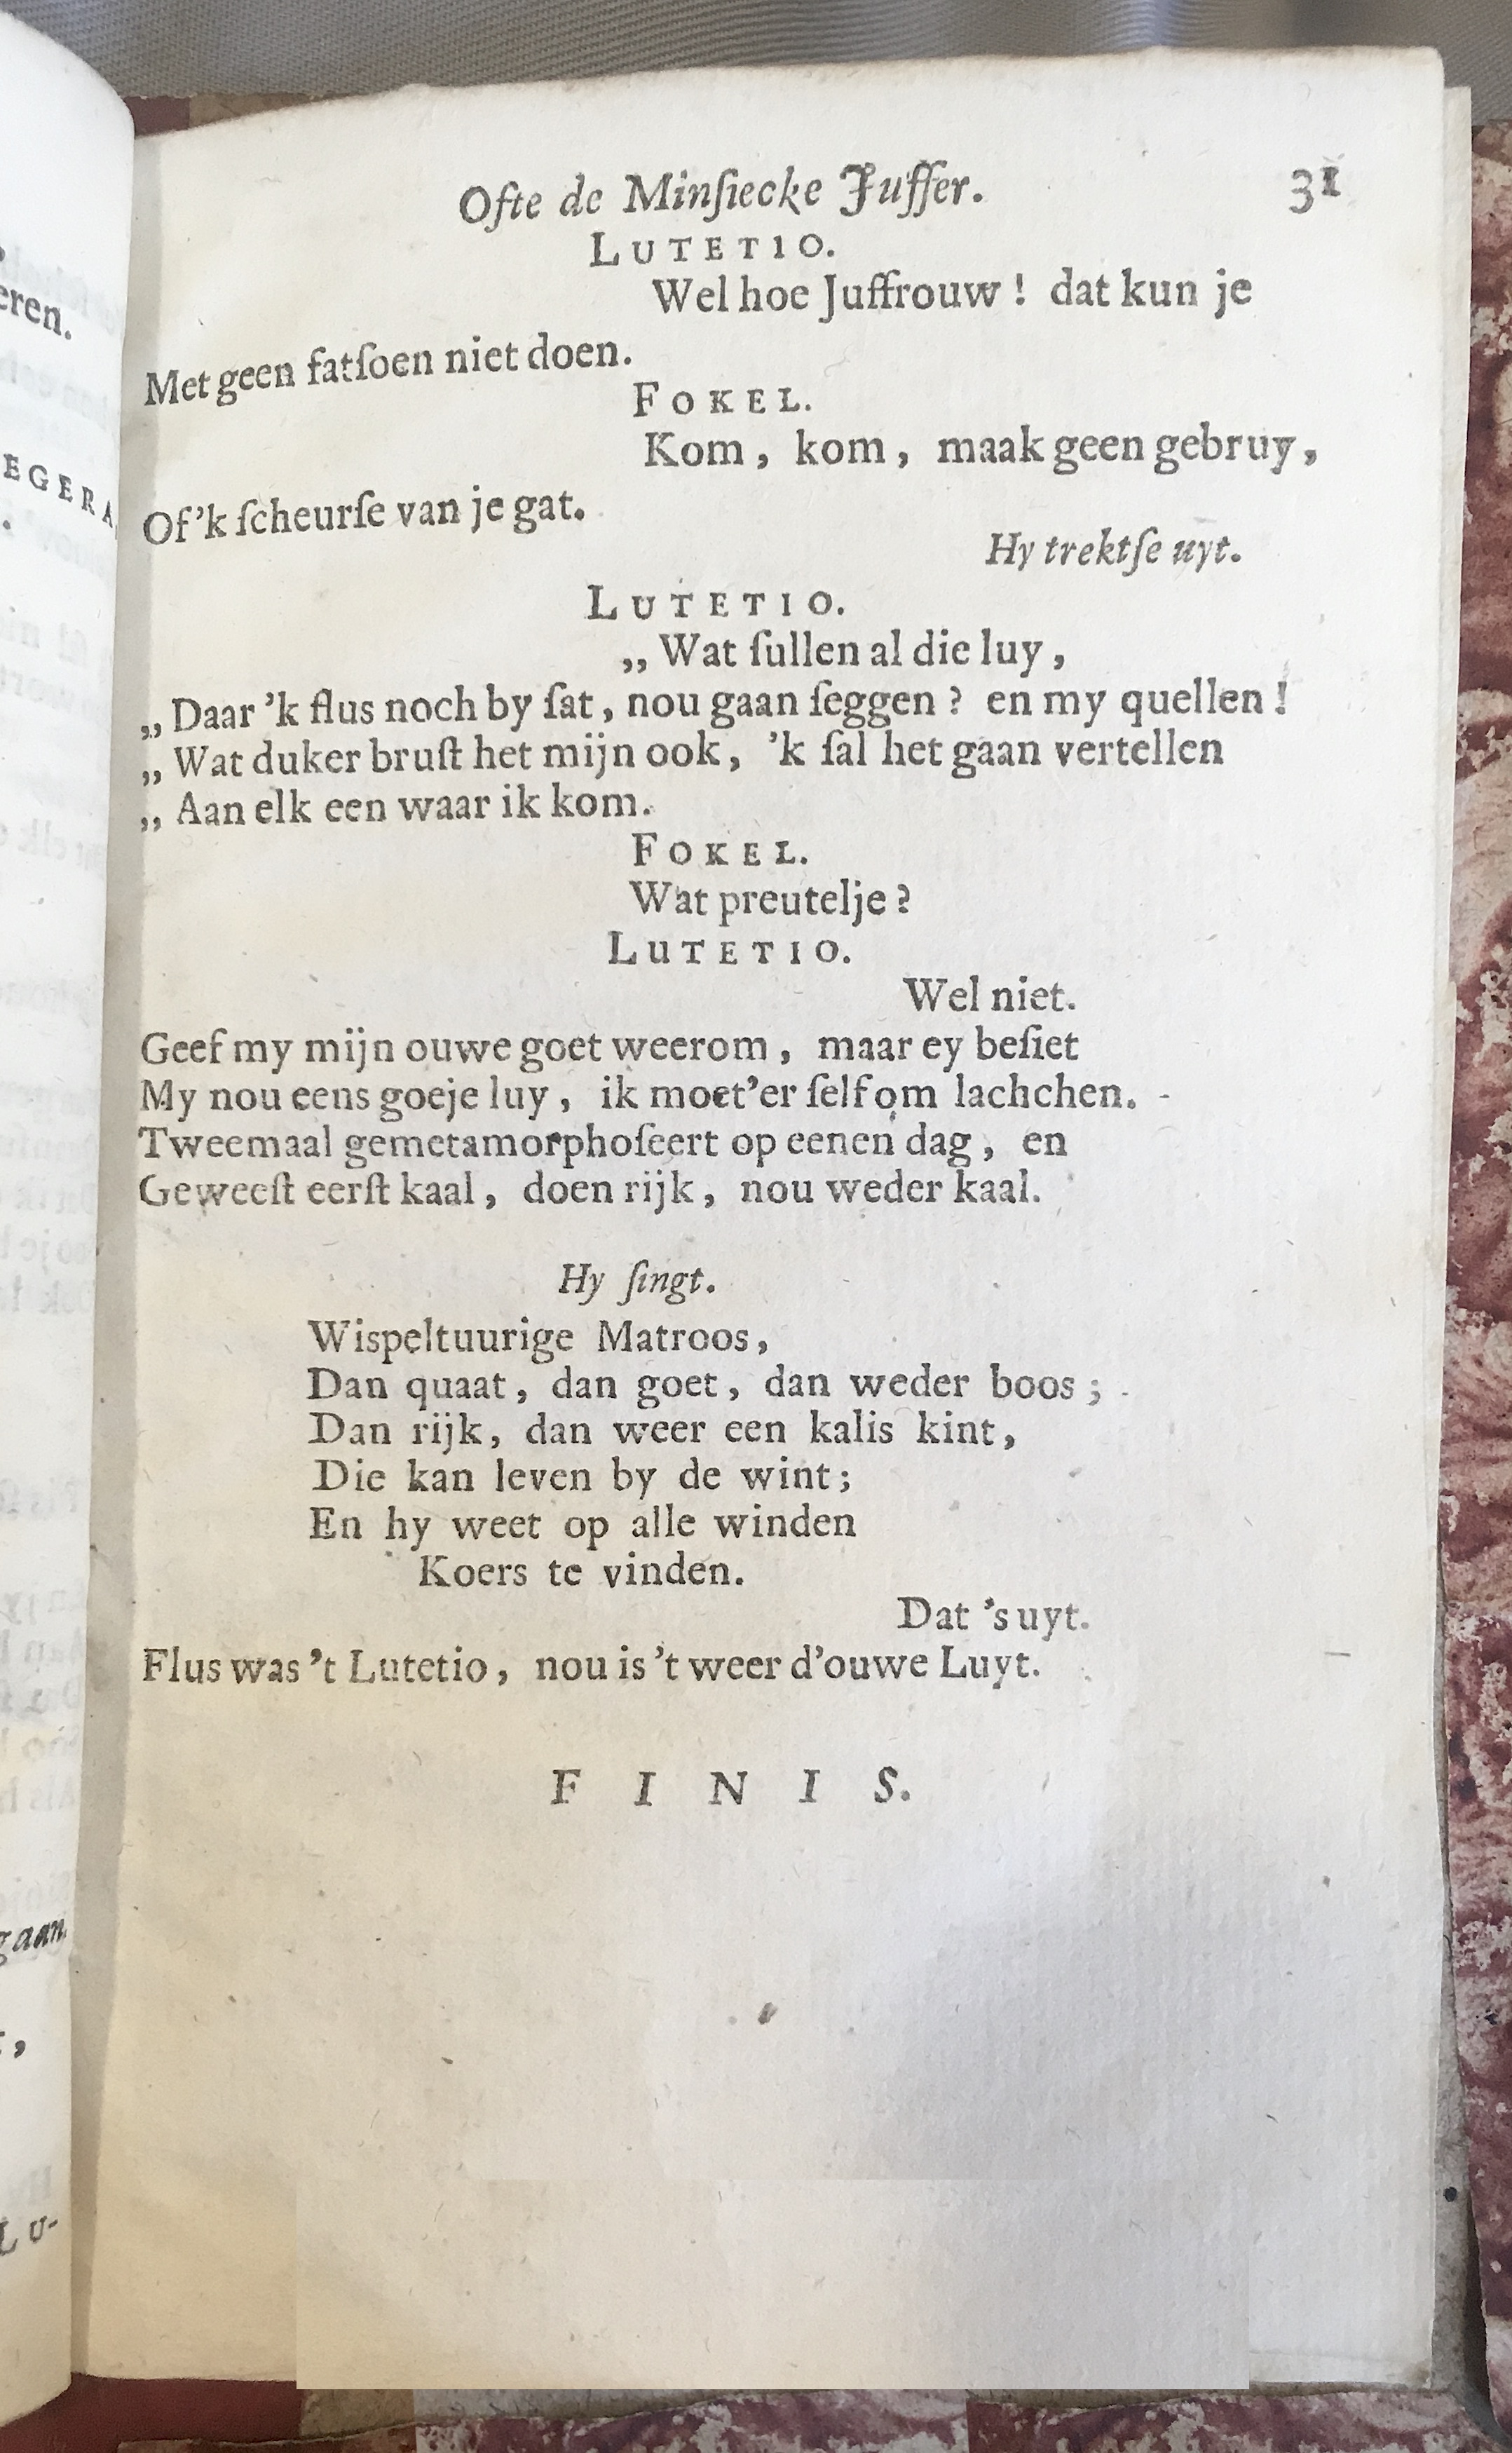 Ofte de Minſiecke Juffer. 31
LUTETIO.
Wel hoe Juffrouw! dat kun je
Met geen fatſoen niet doen.
FOKEL.
Kom, kom, maak geen gebruy,
Of'k ſcheurſe van je gat.
Hy trektſe uyt.
LUTETIO.
„ Wat ſullen al die luy,
„ Daar 'k flus noch by ſat, nou gaan ſeggen? en my quellen!
„ Wat duker bruſt het mijn ook, 'k ſal het gaan vertellen
„ Aan elk een waar ik kom.
FOKEL.
Wat preutelje?
LUTETIO.
Wel niet.
Geef my mijn ouwe goet weerom, maar ey beſiet
My nou eens goeje luy, ik moet'er ſelf om lachchen.
Tweemaal gemetamorphoſeert op eenen dag, en
Geweeſt eerſt kaal, doen rijk, nou weder kaal.
Hy ſingt.
Wispeltuurige Matroos,
Dan quaat, dan goet, dan weder boos;
Dan rijk, dan weer een kalis kint,
Die kan leven by de wint;
En hy weet op alle winden
Koers te vinden.
Dat 's uyt.
Flus was 't Lutetio, nou is 't weer d'ouwe Luyt.
FINIS.
eren.
EGERA
gaan
LU-